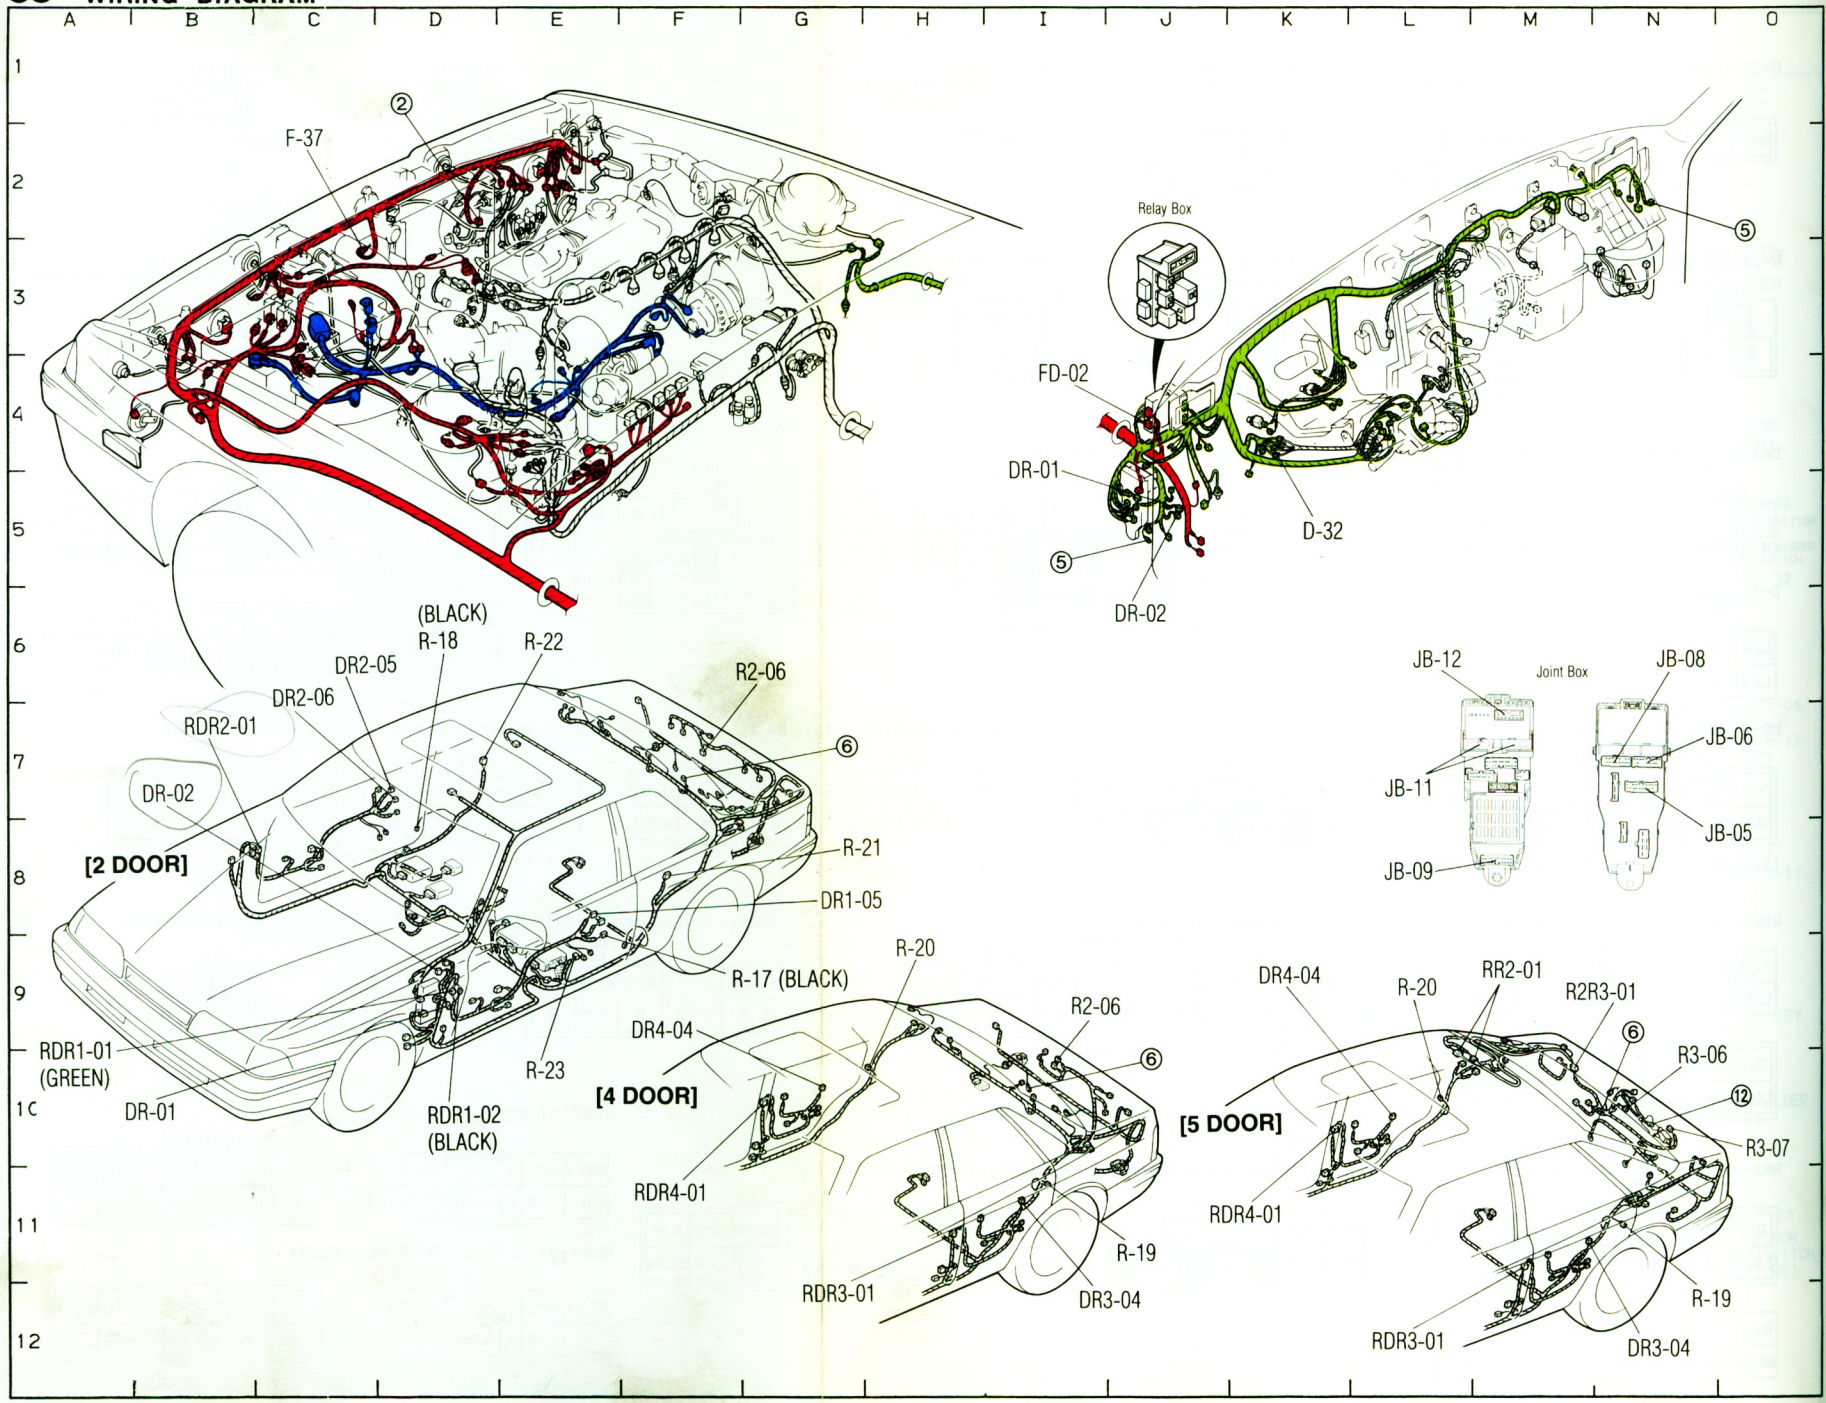 WIRING DIAGRAM
A B C D E F G H I J K L M N O
1
2
3
4
5
6
7
8
9
10
11
12
②
F-37
Relay Box
⑤
FD-02
DR-01
D-32
⑤
DR-02
(BLACK)
R-18
R-22
DR2-05
R2-06
DR2-06
RDR2-01
⑥
DR-02
[2 DOOR]
R-21
DR1-05
R-17 (BLACK)
RDR1-01
(GREEN)
DR-01
R-23
RDR1-02
(BLACK)
JB-12
Joint Box
JB-08
JB-06
JB-11
JB-05
JB-09
R-20
R2-06
DR4-04
⑥
[4 DOOR]
RDR4-01
R-19
RDR3-01
DR3-04
DR4-04
R-20
RR2-01
R2R3-01
⑥
R3-06
⑫
[5 DOOR]
R3-07
RDR4-01
R-19
RDR3-01
DR3-04